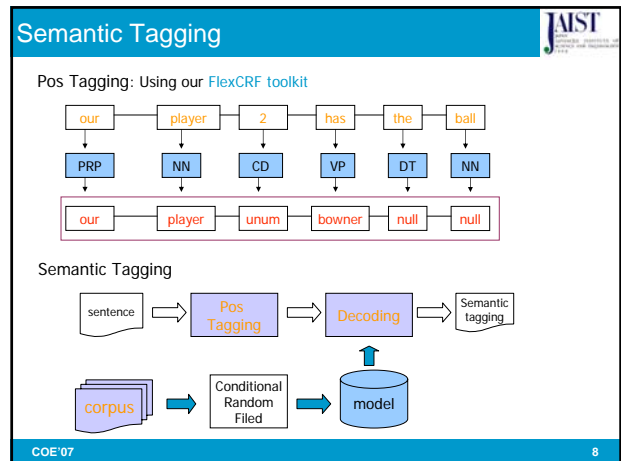 Semantic Tagging
JAIST
Pos Tagging: Using our FlexCRF toolkit
our player 2 has the ball
PRP NN CD VP DT NN
our player unum bowner null null
Semantic Tagging
sentence
Pos
Tagging
Decoding
Semantic
tagging
corpus
Conditional
Random
Filed
model
COE'07 8